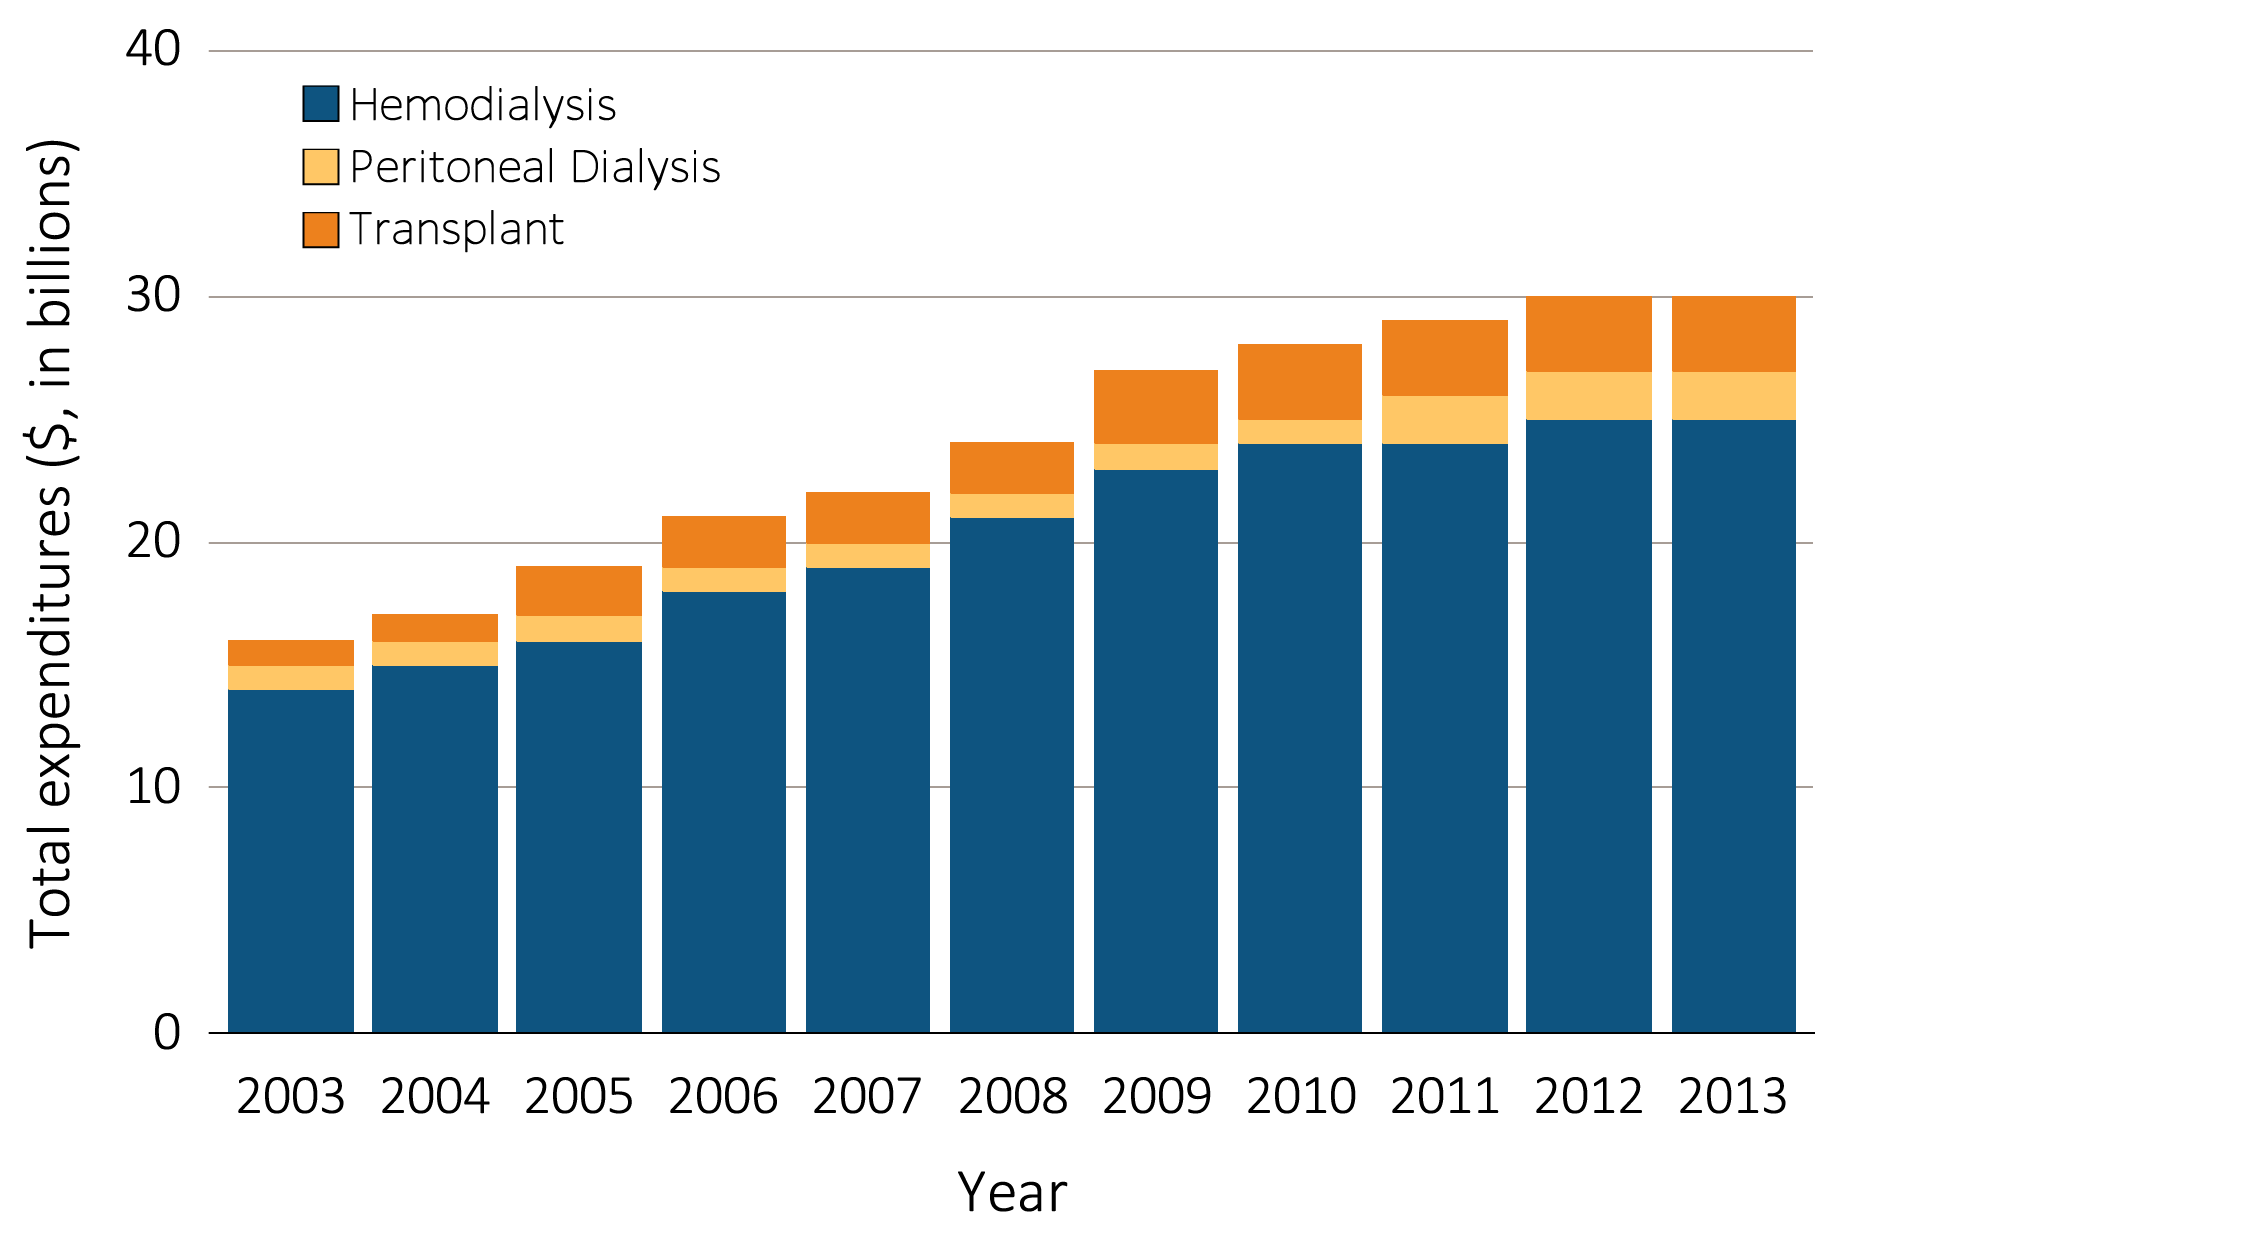 Total expenditures ($, in billions)
40
30
20
10
0
Hemodialysis
Peritoneal Dialysis
Transplant
2003 2004 2005 2006 2007 2008 2009 2010 2011 2012 2013
Year